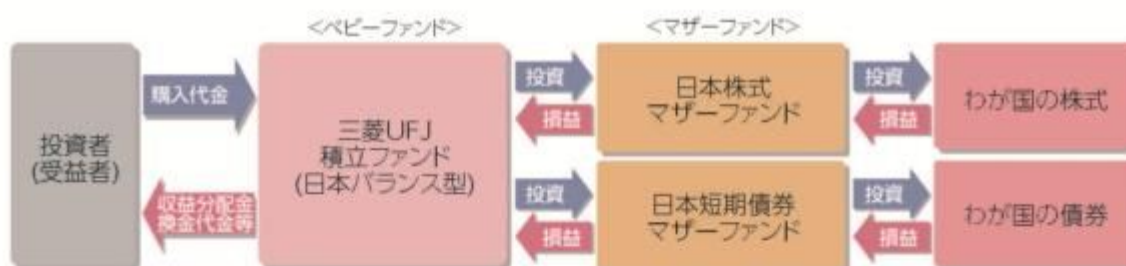 <ベビーファンド>
<マザーファンド>
投資者
(受益者)
購入代金
収益分配金
換金代金等
三菱UFJ
積立ファンド
(日本バランス型)
投資
損益
日本株式
マザーファンド
投資
損益
わが国の株式
投資
損益
日本短期債券
マザーファンド
投資
損益
わが国の債券